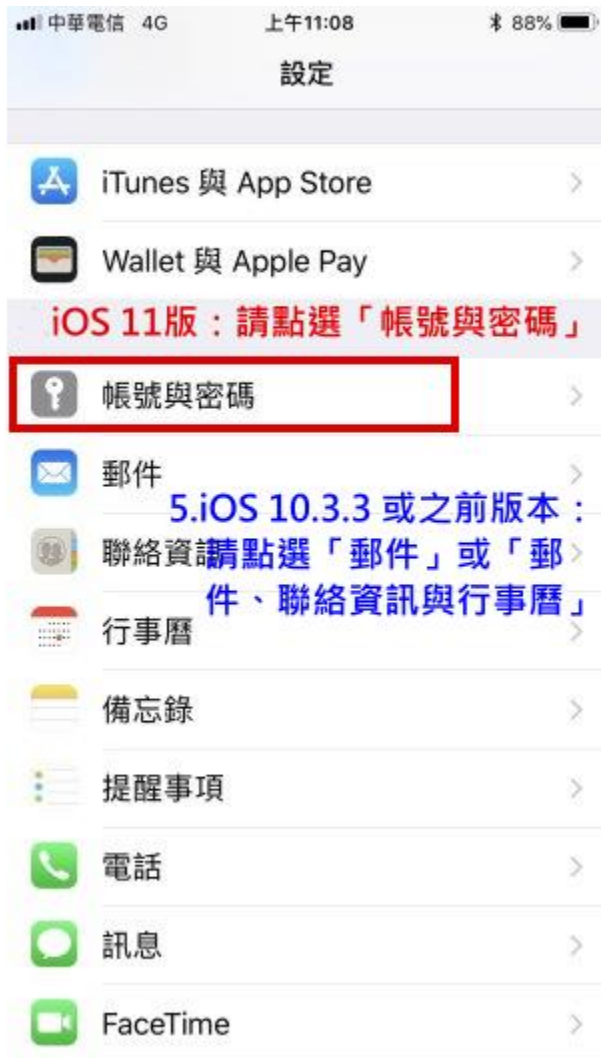 中華電信 4G 上午11:08 88%
設定
iTunes 與 App Store
Wallet 與 Apple Pay
iOS 11版：請點選「帳號與密碼」
帳號與密碼
郵件
5.iOS 10.3.3 或之前版本：
聯絡資訊
請點選「郵件」或「郵
件、聯絡資訊與行事曆」
行事曆
備忘錄
提醒事項
電話
訊息
FaceTime